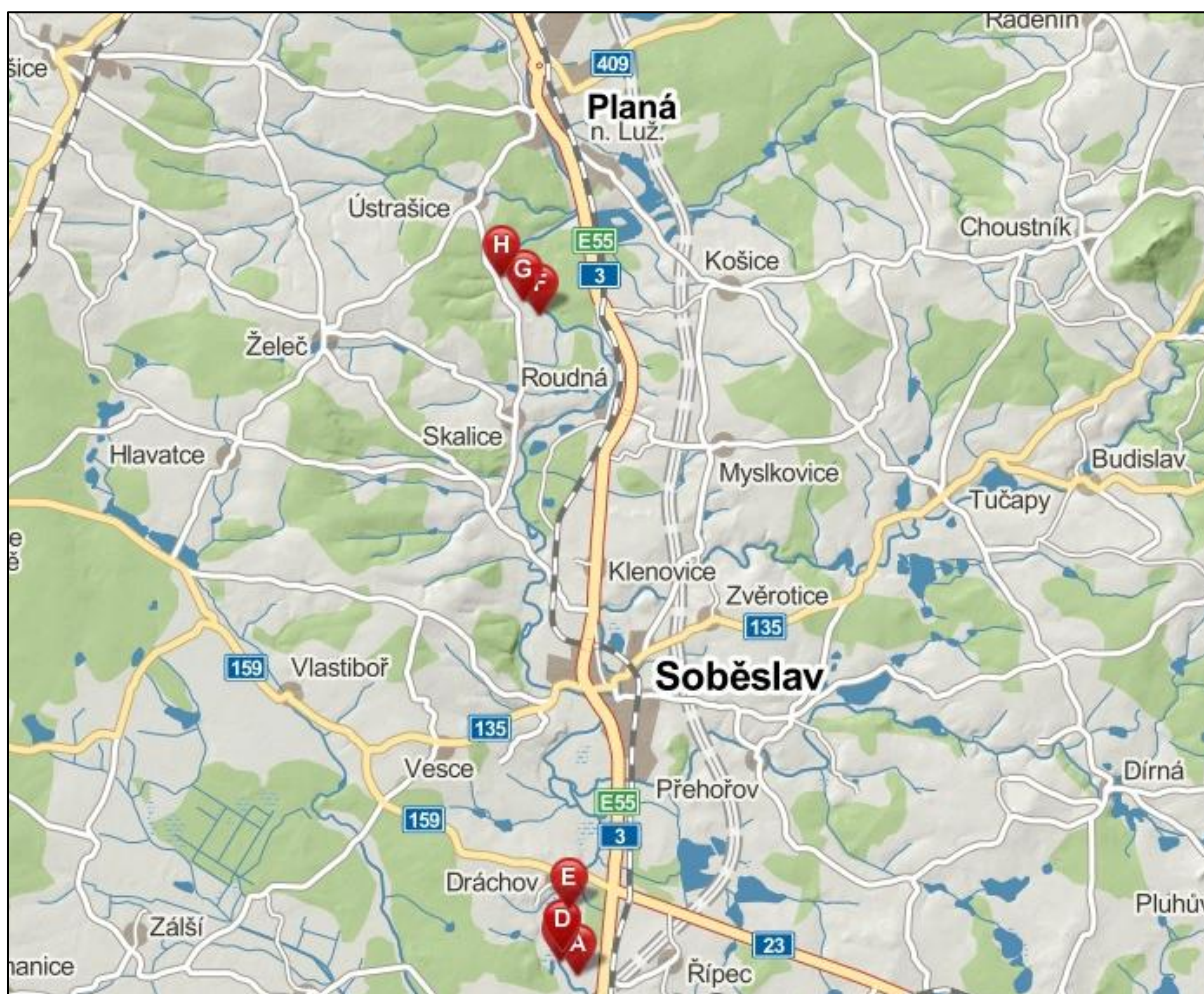 Radenín
šice
409
Planá
n. Luž.
Ústrašice
Choustník
H
E55
G
F
3
Košice
Želeč
Roudná
Skalice
Hlavatce
Myslkovice
Budislav
Tučapy
e
ě
Klenovice
Zvěrotice
135
159
Vlastiboř
Soběslav
135
Vesce
Dírná
Přehořov
E55
159
3
Dráchov
E
Pluhův
D
Zálší
A
23
manice
Řípec